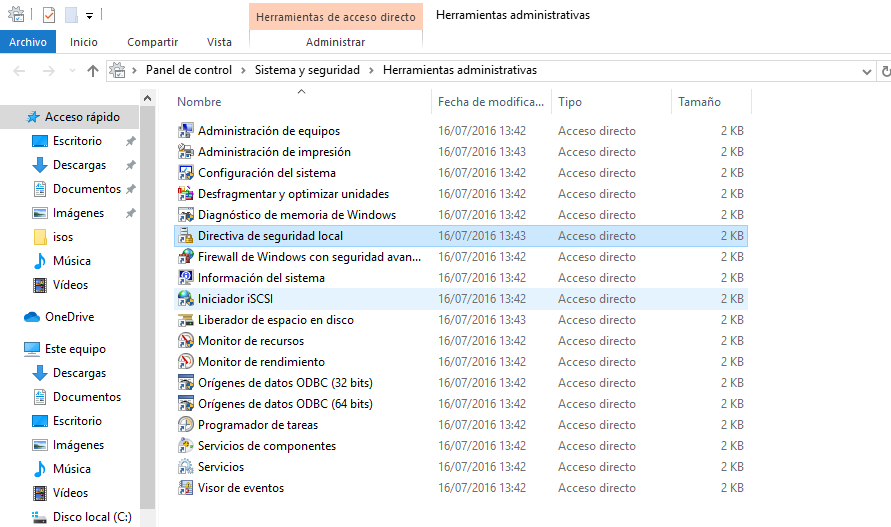 Herramientas de acceso directo
Herramientas administrativas
Archivo
Inicio
Compartir
Vista
Administrar
Panel de control > Sistema y seguridad > Herramientas administrativas
Acceso rápido
Escritorio
Descargas
Documentos
Imágenes
isos
Música
Vídeos
OneDrive
Este equipo
Descargas
Documentos
Escritorio
Imágenes
Música
Vídeos
Disco local (C:)
Nombre Fecha de modifica... Tipo Tamaño
Administración de equipos 16/07/2016 13:42 Acceso directo 2 KB
Administración de impresión 16/07/2016 13:43 Acceso directo 2 KB
Configuración del sistema 16/07/2016 13:42 Acceso directo 2 KB
Desfragmentar y optimizar unidades 16/07/2016 13:42 Acceso directo 2 KB
Diagnóstico de memoria de Windows 16/07/2016 13:42 Acceso directo 2 KB
Directiva de seguridad local 16/07/2016 13:43 Acceso directo 2 KB
Firewall de Windows con seguridad avan... 16/07/2016 13:42 Acceso directo 2 KB
Información del sistema 16/07/2016 13:42 Acceso directo 2 KB
Iniciador iSCSI 16/07/2016 13:42 Acceso directo 2 KB
Liberador de espacio en disco 16/07/2016 13:43 Acceso directo 2 KB
Monitor de recursos 16/07/2016 13:42 Acceso directo 2 KB
Monitor de rendimiento 16/07/2016 13:42 Acceso directo 2 KB
Orígenes de datos ODBC (32 bits) 16/07/2016 13:42 Acceso directo 2 KB
Orígenes de datos ODBC (64 bits) 16/07/2016 13:42 Acceso directo 2 KB
Programador de tareas 16/07/2016 13:42 Acceso directo 2 KB
Servicios de componentes 16/07/2016 13:42 Acceso directo 2 KB
Servicios 16/07/2016 13:42 Acceso directo 2 KB
Visor de eventos 16/07/2016 13:42 Acceso directo 2 KB